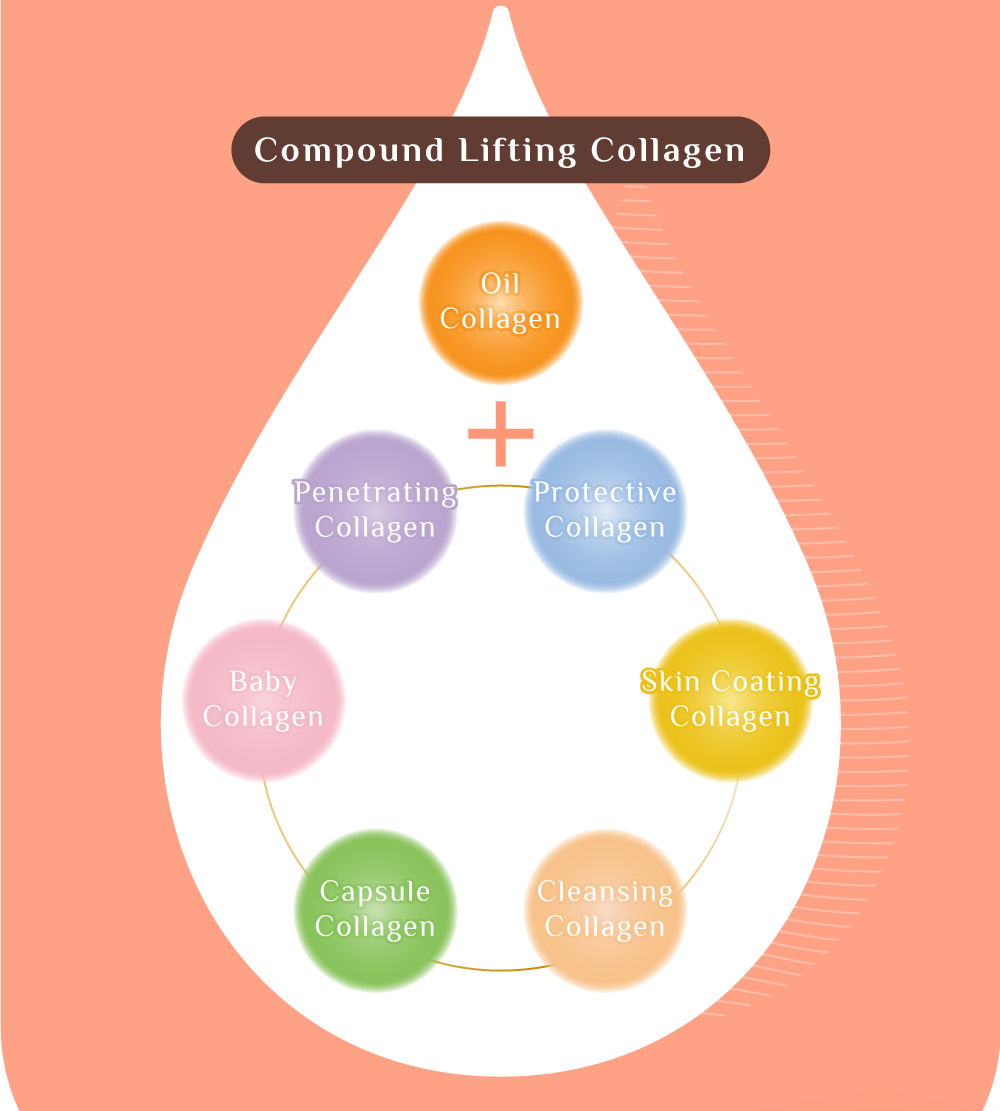 Compound Lifting Collagen
Oil
Collagen
Penetrating
Collagen
Protective
Collagen
Baby
Collagen
Skin Coating
Collagen
Capsule
Collagen
Cleansing
Collagen